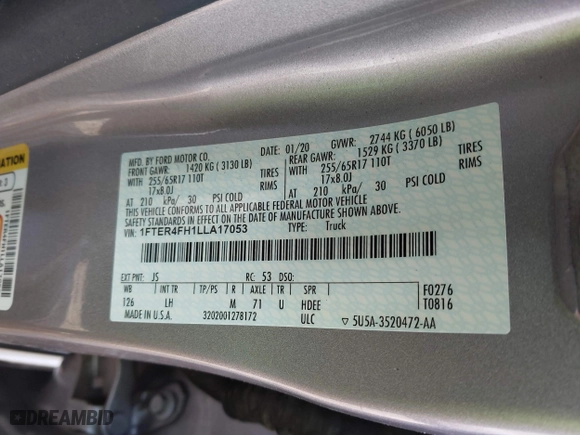 MFD. BY FORD MOTOR CO.
DATE: 01/20 GVWR: 2744 KG ( 6050 LB)
FRONT GAWR: 1420 KG ( 3130 LB) REAR GAWR: 1529 KG ( 3370 LB)
WITH 255/65R17 110T TIRES WITH 255/65R17 110T TIRES
17x8.0J 17x8.0J
AT 210 kPa/ 30 PSI COLD AT 210 kPa/ 30 PSI COLD
THIS VEHICLE CONFORMS TO ALL APPLICABLE FEDERAL MOTOR VEHICLE
SAFETY STANDARDS IN EFFECT ON THE DATE OF MANUFACTURE SHOWN ABOVE.
VIN: 1FTER4FH1LLA17053 TYPE: Truck
EXT PNT: JS RC: 53 DSO:
WB INT TR TP/PS R AXLE TR SPR F0276
126 LH M 71 U HDEE T0816
MADE IN U.S.A. 3202001278172 ULC ▽ 5U5A-3520472-AA
DREAMBID